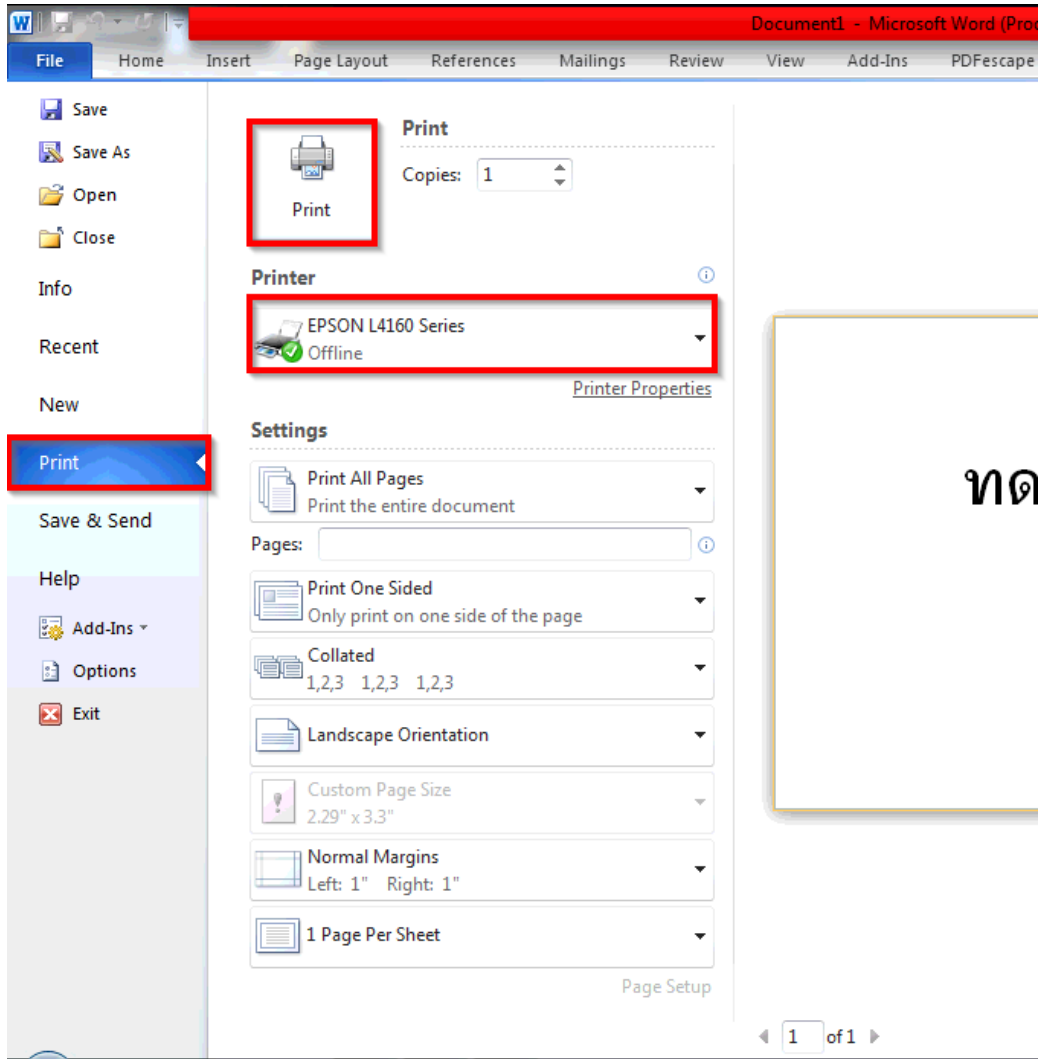 Document1 - Microsoft Word (Prod
File Home Insert Page Layout References Mailings Review View Add-Ins PDFescape
Save
Save As
Open
Close
Info
Recent
New
Print
Save & Send
Help
Add-Ins
Options
Exit
Print
Print
Copies: 1
Printer
EPSON L4160 Series
Offline
Printer Properties
Settings
Print All Pages
Print the entire document
Pages:
Print One Sided
Only print on one side of the page
Collated
1,2,3 1,2,3 1,2,3
Landscape Orientation
Custom Page Size
2.29" x 3.3"
Normal Margins
Left: 1" Right: 1"
1 Page Per Sheet
Page Setup
ทด
1 of 1